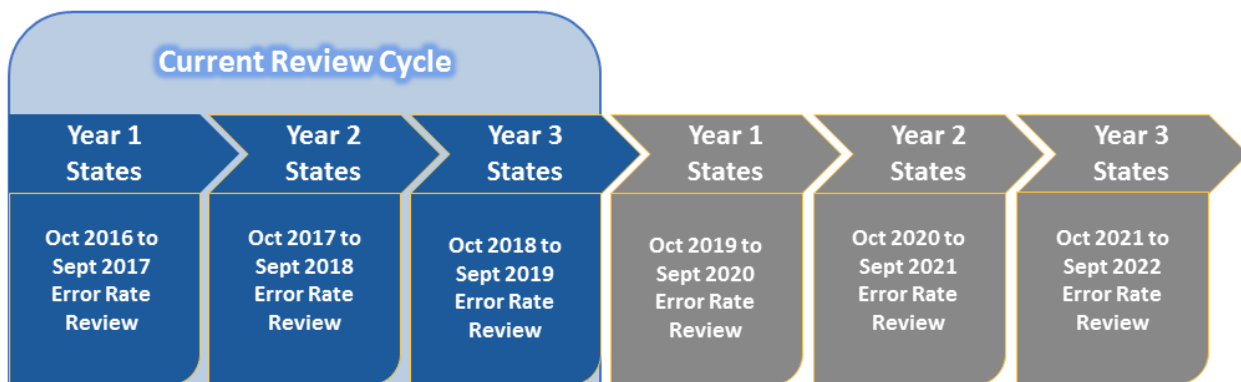 Current Review Cycle
Year 1
States
Year 2
States
Year 3
States
Year 1
States
Year 2
States
Year 3
States
Oct 2016 to
Sept 2017
Error Rate
Review
Oct 2017 to
Sept 2018
Error Rate
Review
Oct 2018 to
Sept 2019
Error Rate
Review
Oct 2019 to
Sept 2020
Error Rate
Review
Oct 2020 to
Sept 2021
Error Rate
Review
Oct 2021 to
Sept 2022
Error Rate
Review